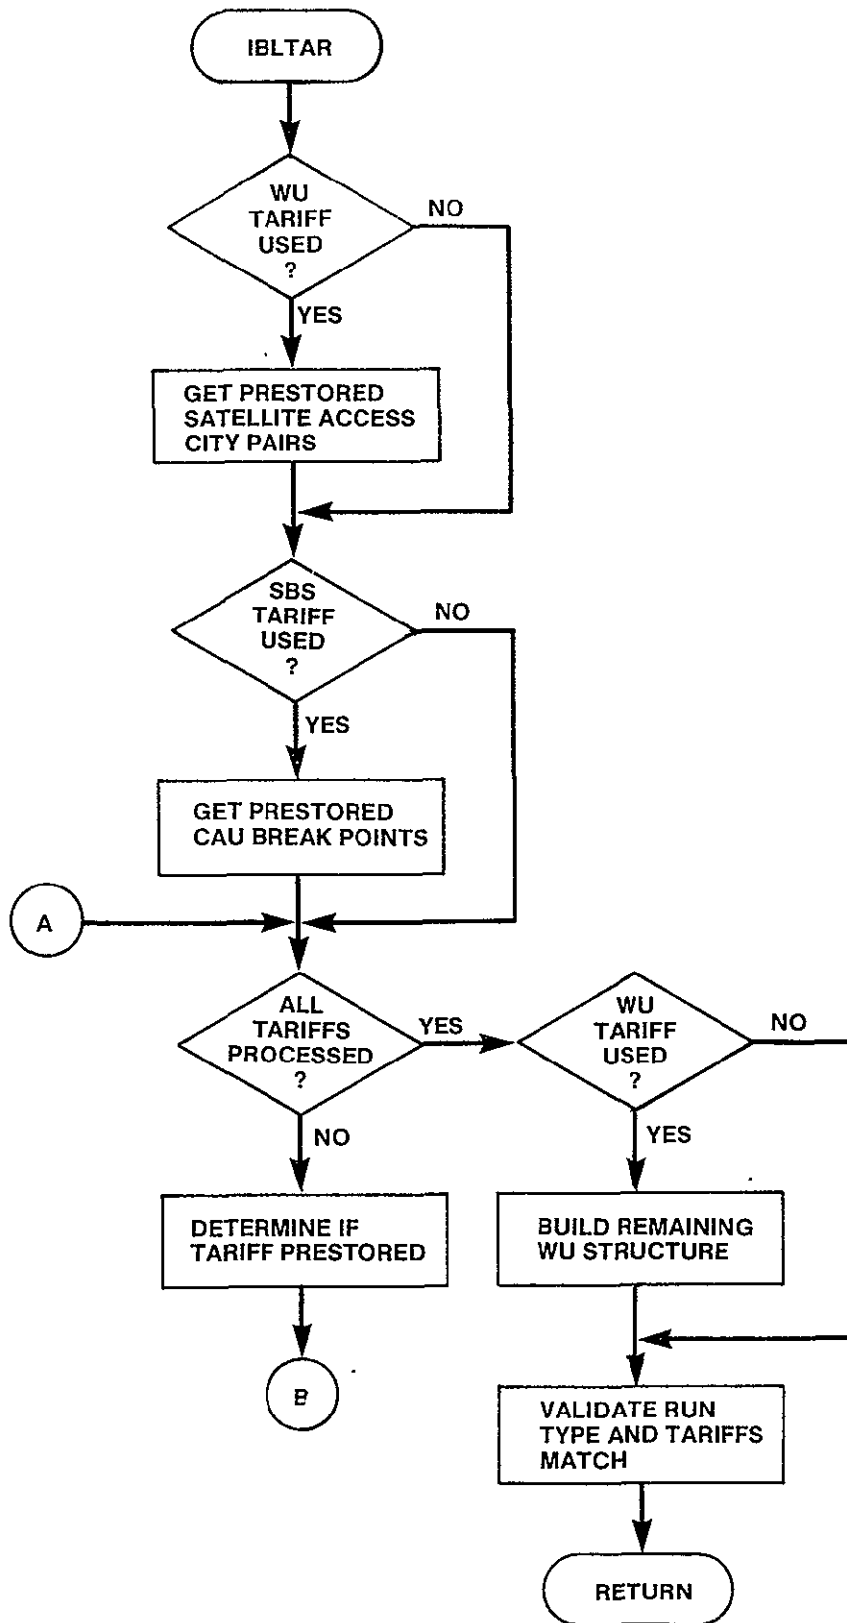 IBLTAR
WU
TARIFF
USED
?
NO
YES
GET PRESTORED
SATELLITE ACCESS
CITY PAIRS
SBS
TARIFF
USED
?
NO
YES
GET PRESTORED
CAU BREAK POINTS
A
ALL
TARIFFS
PROCESSED
?
YES
NO
WU
TARIFF
USED
?
NO
YES
DETERMINE IF
TARIFF PRESTORED
BUILD REMAINING
WU STRUCTURE
B
VALIDATE RUN
TYPE AND TARIFFS
MATCH
RETURN